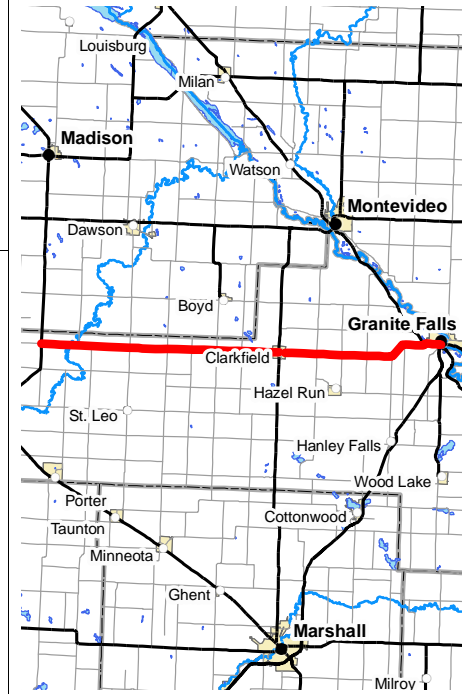 Louisburg
Milan
Madison
Watson
Montevideo
Dawson
Boyd
Granite Falls
Clarkfield
Hazel Run
St. Leo
Hanley Falls
Wood Lake
Porter
Cottonwood
Taunton
Minneota
Ghent
Marshall
Milroy